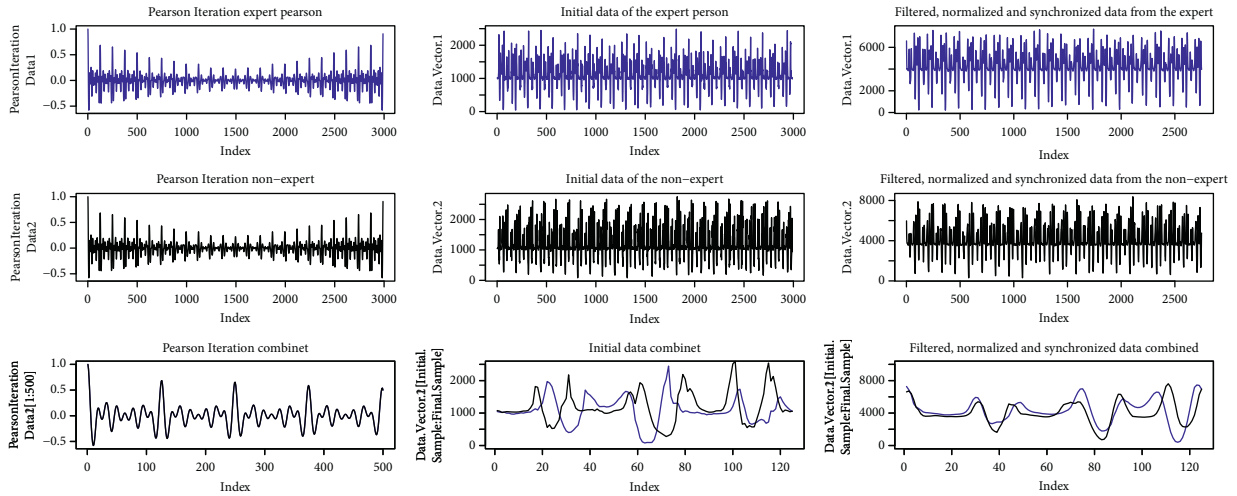 Pearson Iteration expert pearson
PearsonIteration
Data1
1.0
0.5
0.0
−0.5
0 500 1000 1500 2000 2500 3000
Index
Initial data of the expert person
Data.Vector.1
2000
1000
0
0 500 1000 1500 2000 2500 3000
Index
Filtered, normalized and synchronized data from the expert
Data.Vector.1
6000
4000
2000
0
0 500 1000 1500 2000 2500
Index
Pearson Iteration non−expert
PearsonIteration
Data2
1.0
0.5
0.0
−0.5
0 500 1000 1500 2000 2500 3000
Index
Initial data of the non−expert
Data.Vector.2
2000
1000
0
0 500 1000 1500 2000 2500 3000
Index
Filtered, normalized and synchronized data from the non−expert
Data.Vector.2
8000
4000
0
0 500 1000 1500 2000 2500
Index
Pearson Iteration combinet
PearsonIteration
Data2[1:500]
1.0
0.5
0.0
−0.5
0 100 200 300 400 500
Index
Initial data combinet
Data.Vector.2[Initial.
Sample:Final.Sample]
2000
1000
0
0 20 40 60 80 100 120
Index
Filtered, normalized and synchronized data combined
Data.Vector.2[Initial.
Sample:Final.Sample]
8000
4000
0
0 20 40 60 80 100 120
Index